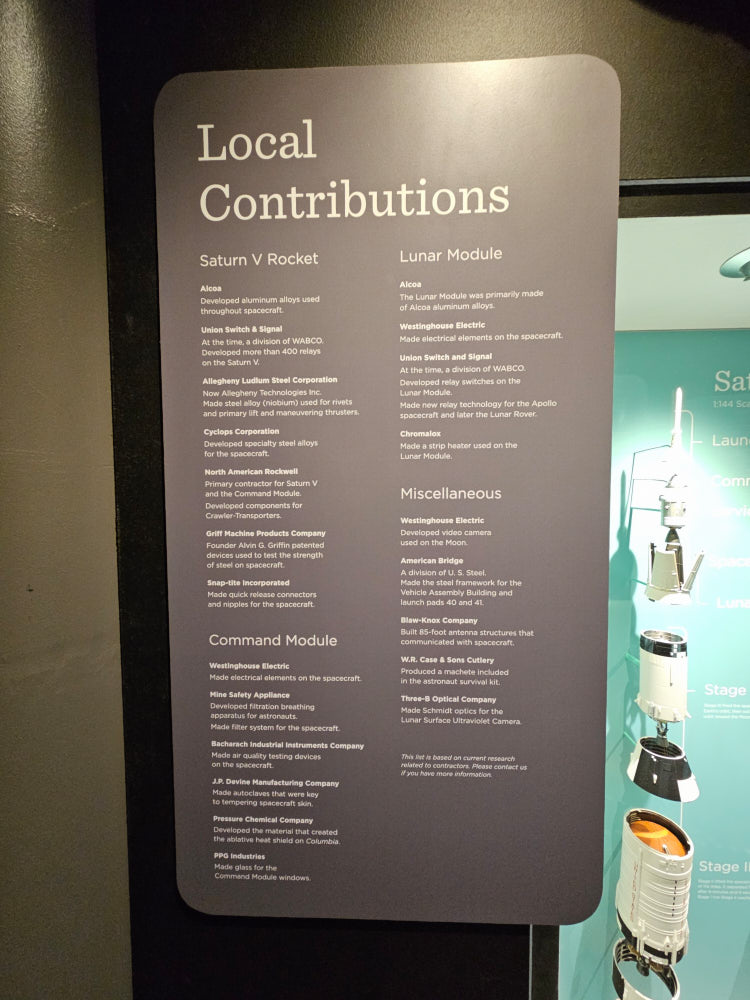 Local
Contributions
Saturn V Rocket
Alcoa
Developed aluminum alloys used
throughout spacecraft.
Union Switch & Signal
At the time, a division of WABCO.
Developed more than 400 relays
on the Saturn V.
Allegheny Ludlum Steel Corporation
Now Allegheny Technologies Inc.
Made steel alloy (niobium) used for rivets
and primary lift and maneuvering thrusters.
Cyclops Corporation
Developed specialty steel alloys
for the spacecraft.
North American Rockwell
Primary contractor for Saturn V
and the Command Module.
Developed components for
Crawler-Transporters.
Griff Machine Products Company
Founder Alvin G. Griffin patented
devices used to test the strength
of steel on spacecraft.
Snap-tite Incorporated
Made quick release connectors
and nipples for the spacecraft.
Command Module
Westinghouse Electric
Made electrical elements on the spacecraft.
Mine Safety Appliance
Developed filtration breathing
apparatus for astronauts.
Made filter system for the spacecraft.
Bacharach Industrial Instruments Company
Made air quality testing devices
on the spacecraft.
J.P. Devine Manufacturing Company
Made autoclaves that were key
to tempering spacecraft skin.
Pressure Chemical Company
Developed the material that created
the ablative heat shield on Columbia.
PPG Industries
Made glass for the
Command Module windows.
Lunar Module
Alcoa
The Lunar Module was primarily made
of Alcoa aluminum alloys.
Westinghouse Electric
Made electrical elements on the spacecraft.
Union Switch and Signal
At the time, a division of WABCO.
Developed relay switches on the
Lunar Module.
Made new relay technology for the Apollo
spacecraft and later the Lunar Rover.
Chromalox
Made a strip heater used on the
Lunar Module.
Miscellaneous
Westinghouse Electric
Developed video camera
used on the Moon.
American Bridge
A division of U. S. Steel.
Made the steel framework for the
Vehicle Assembly Building and
launch pads 40 and 41.
Blaw-Knox Company
Built 85-foot antenna structures that
communicated with spacecraft.
W.R. Case & Sons Cutlery
Produced a machete included
in the astronaut survival kit.
Three-B Optical Company
Made Schmidt optics for the
Lunar Surface Ultraviolet Camera.
This list is based on current research
related to contractors. Please contact us
if you have more information.
Sat
1:144 Sca
Laun
Comm
Space
Luna
Stage
Stage II